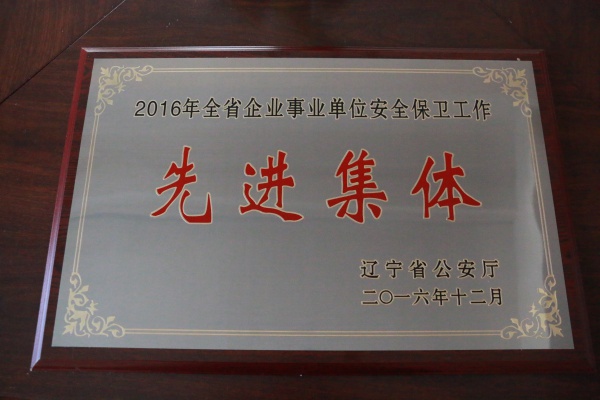 2016年全省企业事业单位安全保卫工作
先进集体
辽宁省公安厅
二〇一六年十二月